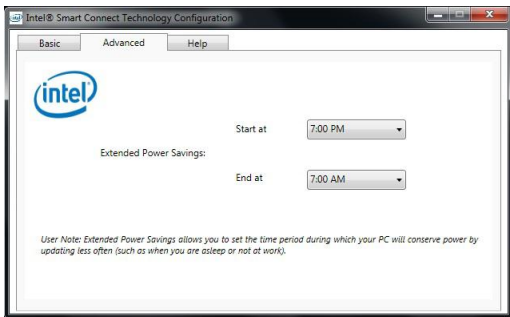 Intel® Smart Connect Technology Configuration
Basic Advanced Help
intel
Start at 7:00 PM
Extended Power Savings:
End at 7:00 AM
User Note: Extended Power Savings allows you to set the time period during which your PC will conserve power by
updating less often (such as when you are asleep or not at work).